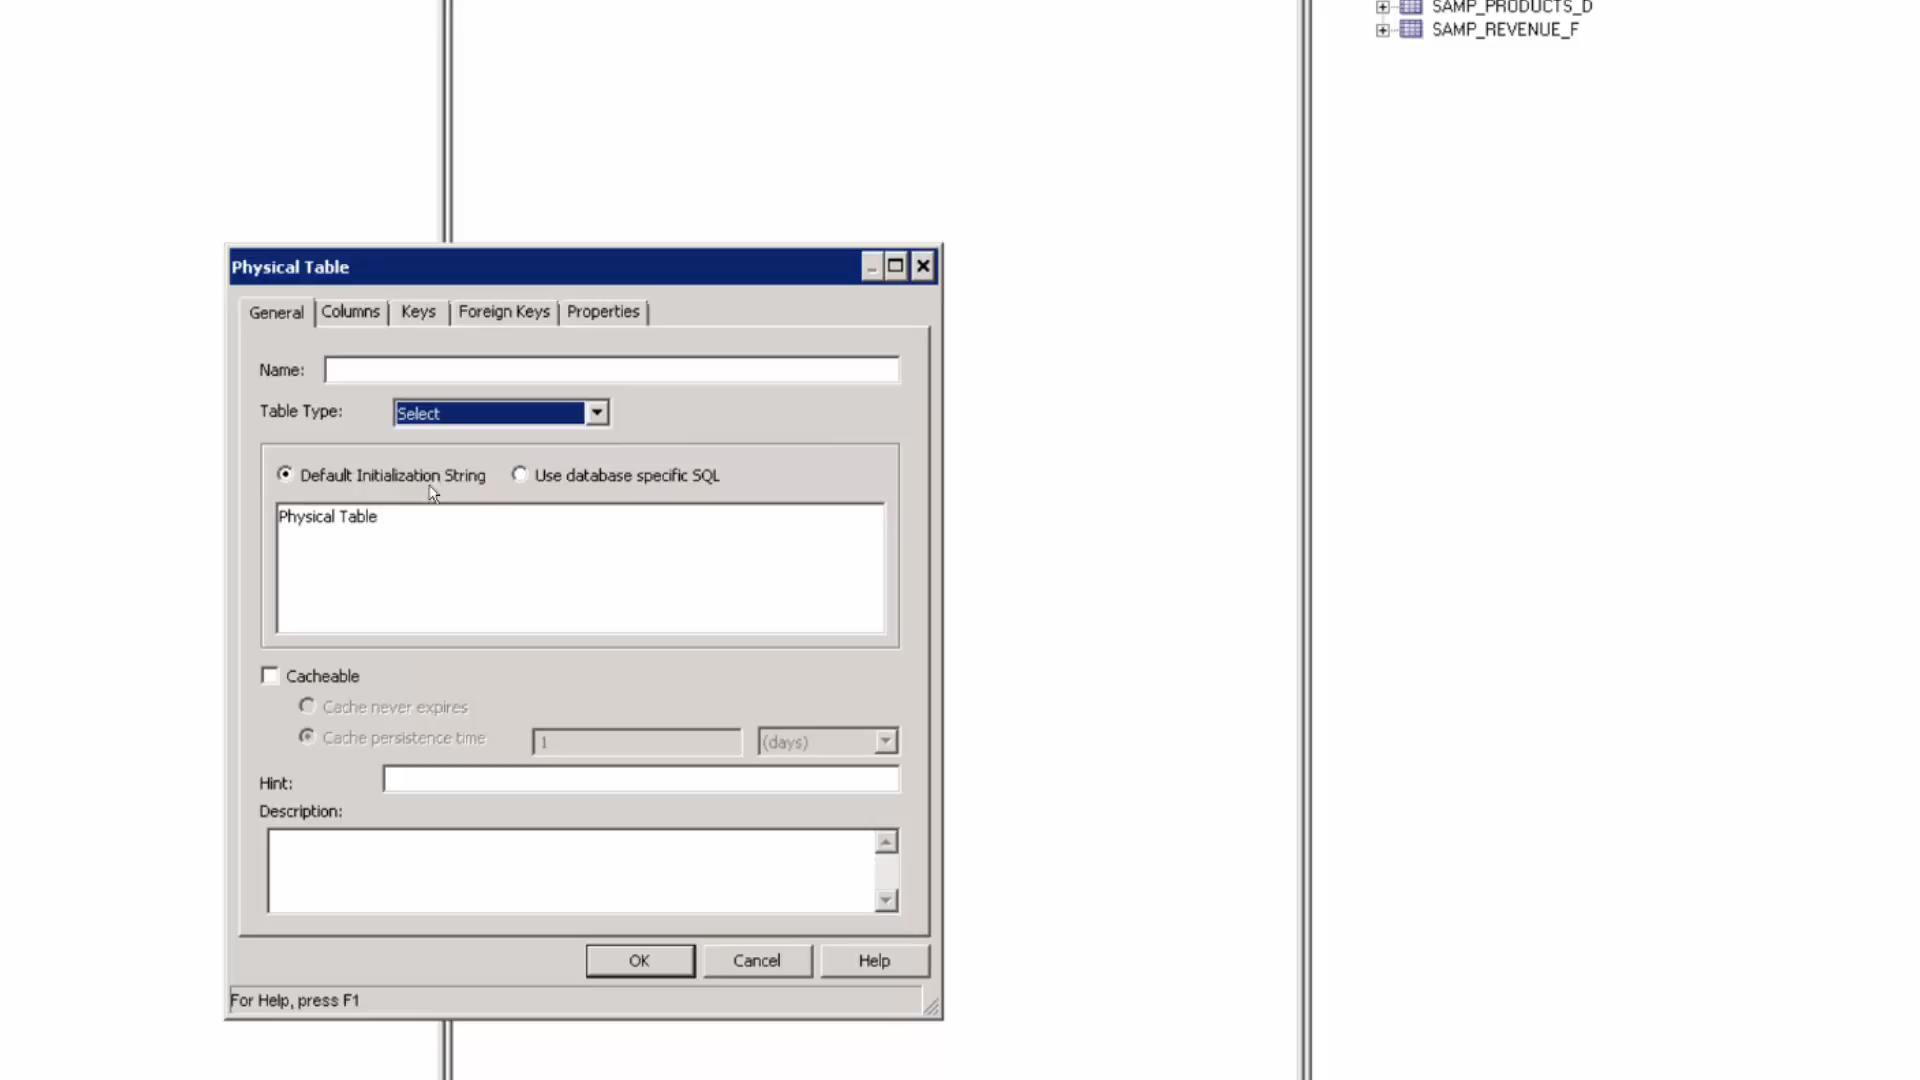 SAMP_PRODUCTS_D
SAMP_REVENUE_F
Physical Table
General Columns Keys Foreign Keys Properties
Name:
Table Type: Select
Default Initialization String Use database specific SQL
Physical Table
Cacheable
Cache never expires
Cache persistence time 1 (days)
Hint:
Description:
OK Cancel Help
For Help, press F1